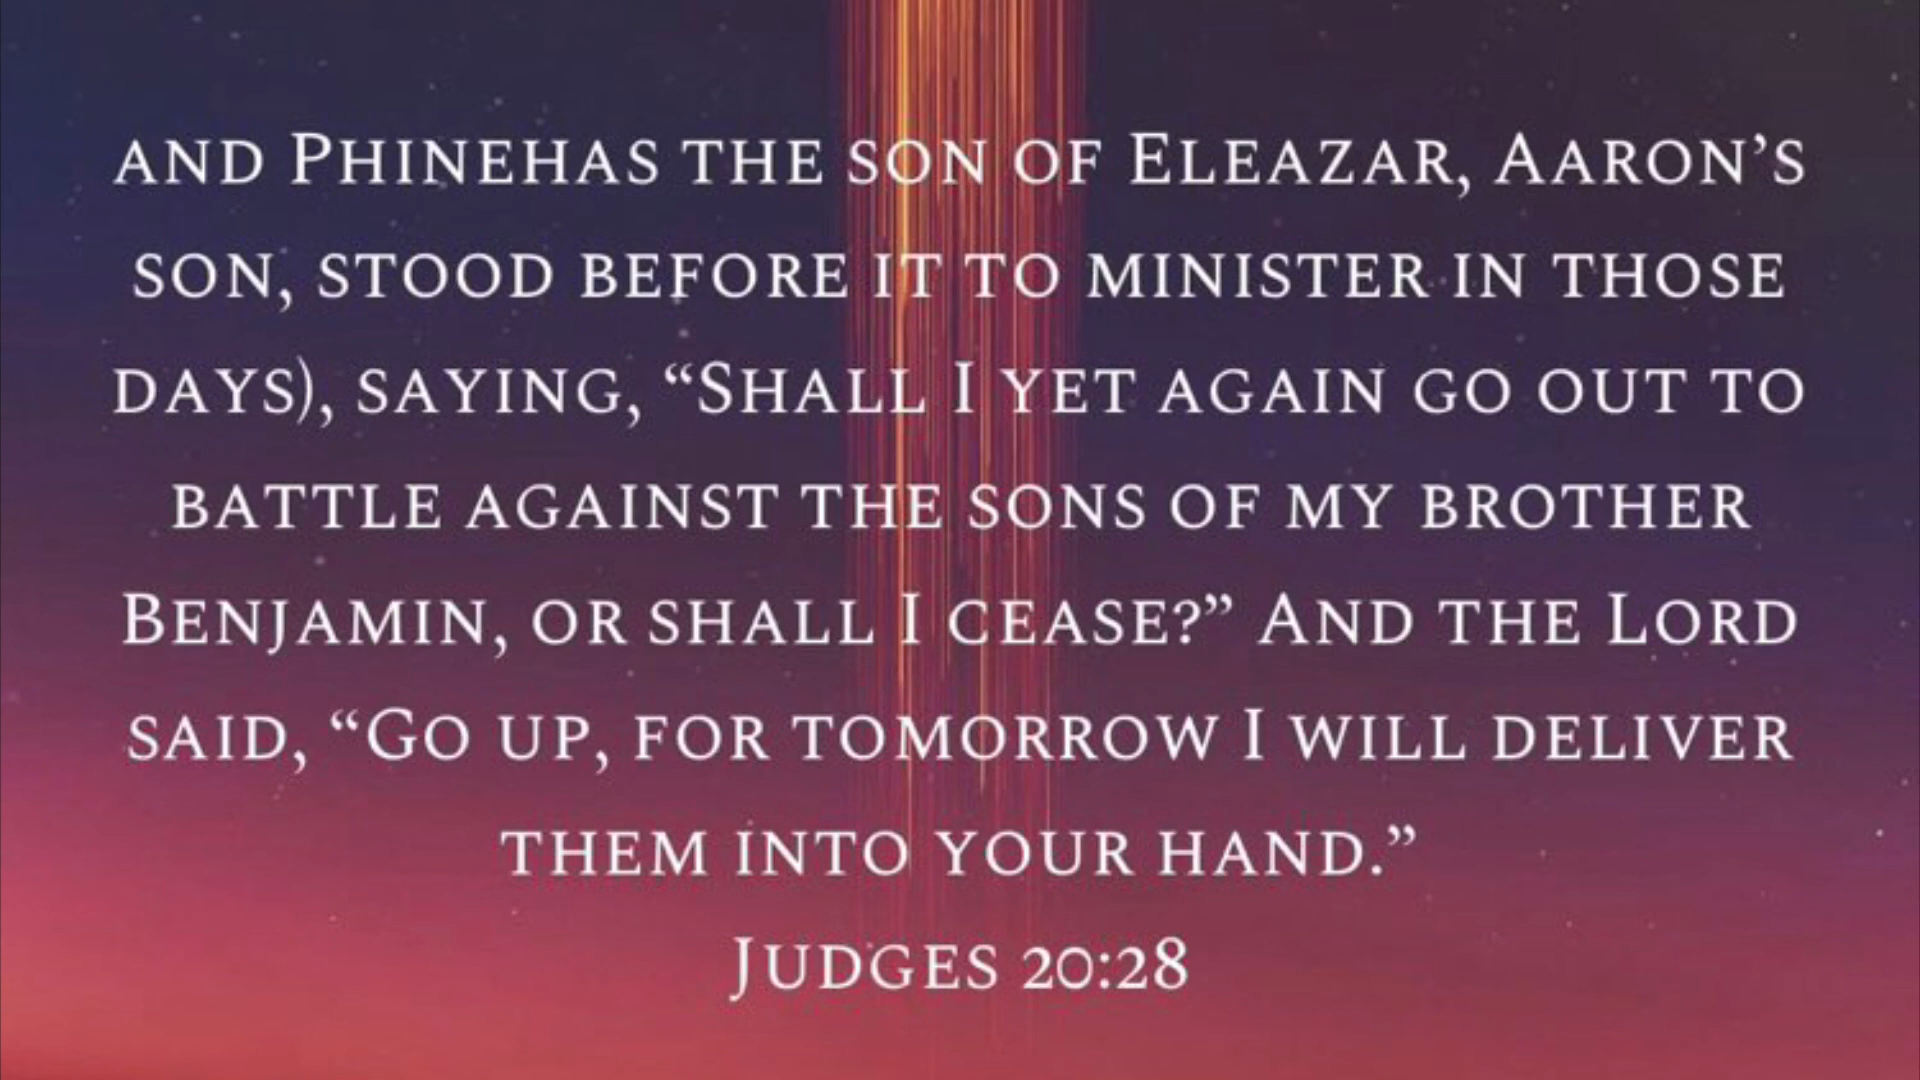 and Phinehas the son of Eleazar, Aaron’s
son, stood before it to minister in those
days), saying, “Shall I yet again go out to
battle against the sons of my brother
Benjamin, or shall I cease?” And the Lord
said, “Go up, for tomorrow I will deliver
them into your hand.”
Judges 20:28